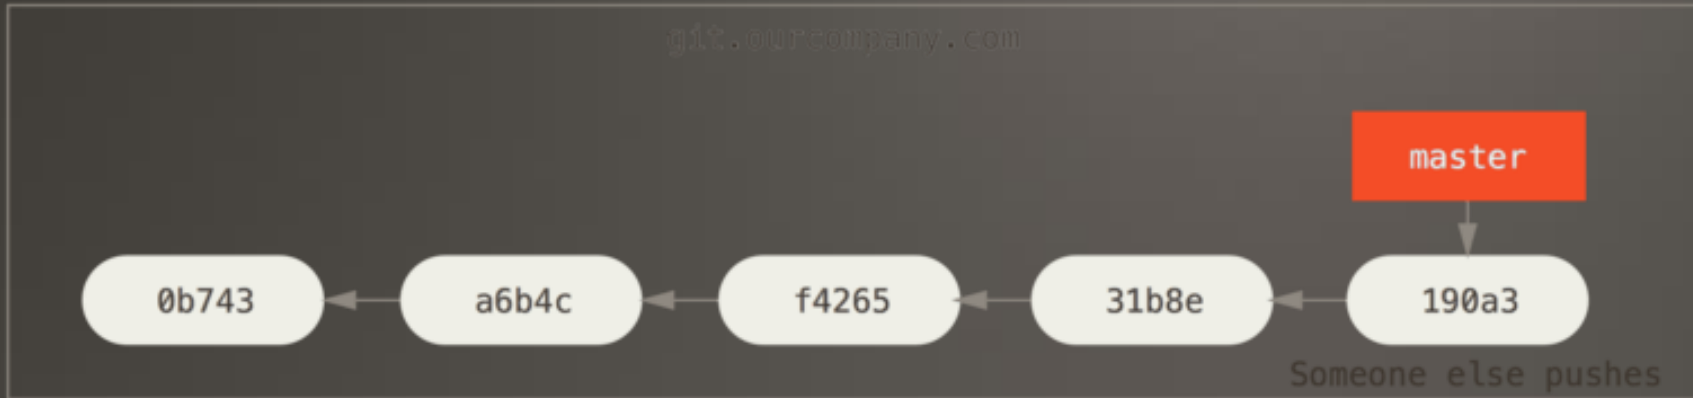 git.ourcompany.com
master
0b743 a6b4c f4265 31b8e 190a3
Someone else pushes